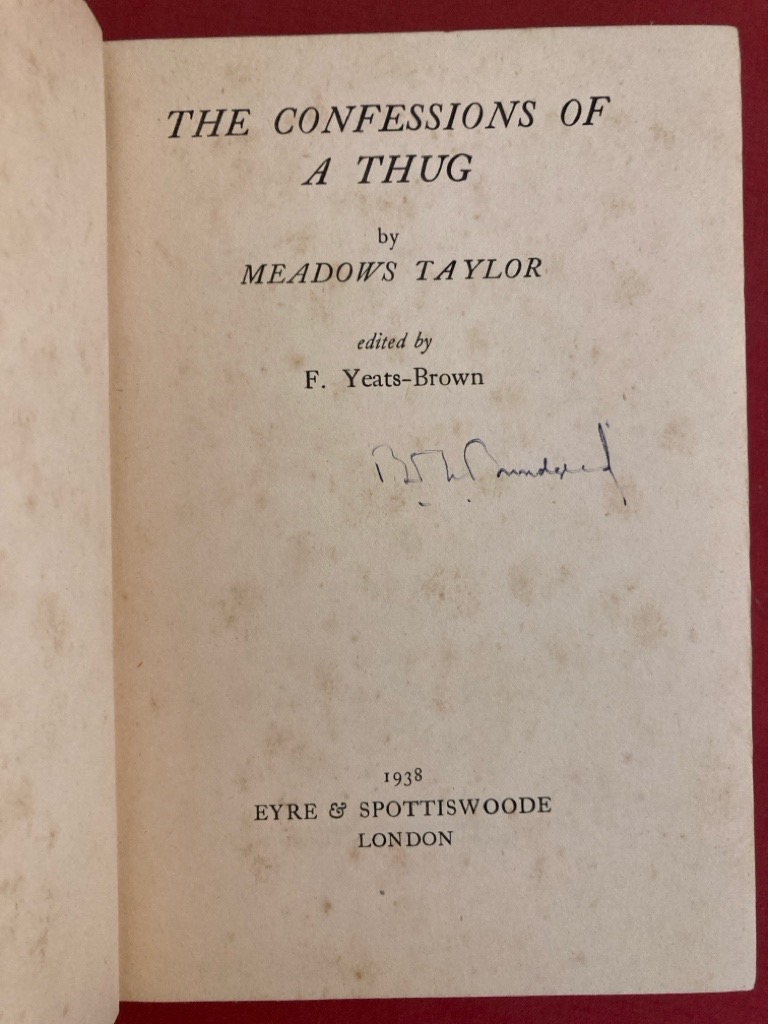 THE CONFESSIONS OF
A THUG
by
MEADOWS TAYLOR
edited by
F. Yeats-Brown
1938
EYRE & SPOTTISWOODE
LONDON